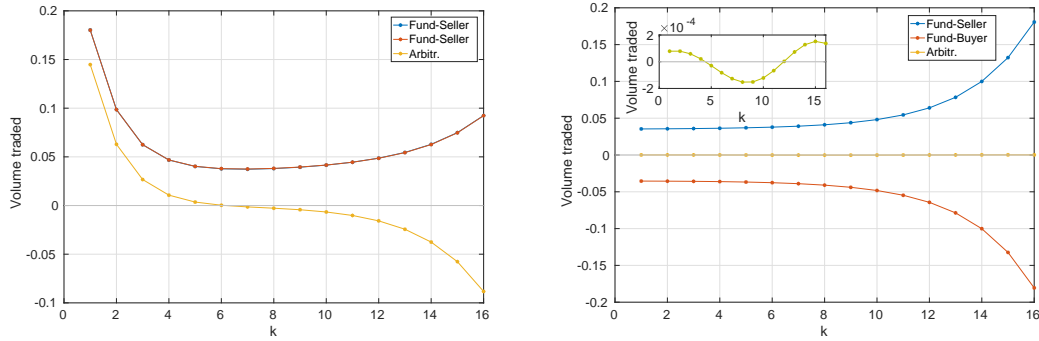 0.2
0.15
0.1
0.05
0
-0.05
-0.1
0 2 4 6 8 10 12 14 16
k
Volume traded
Fund-Seller
Fund-Seller
Arbitr.
0.2
0.15
0.1
0.05
0
-0.05
-0.1
-0.15
-0.2
0 2 4 6 8 10 12 14 16
k
Volume traded
Fund-Seller
Fund-Buyer
Arbitr.
2 × 10⁻⁴
0
-2
0 5 10 15
k
Volume traded